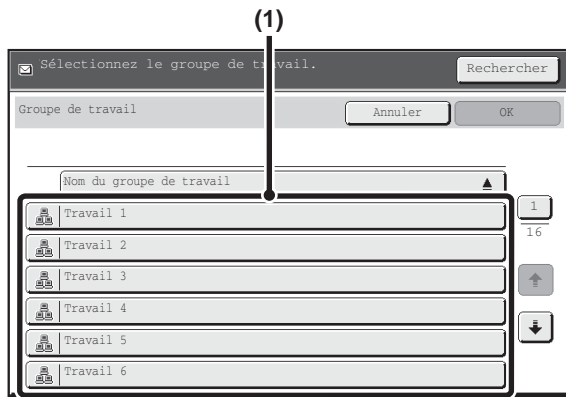 (1)
Sélectionnez le groupe de travail.
Rechercher
Groupe de travail
Annuler
OK
Nom du groupe de travail
Travail 1
1
16
Travail 2
Travail 3
Travail 4
Travail 5
Travail 6